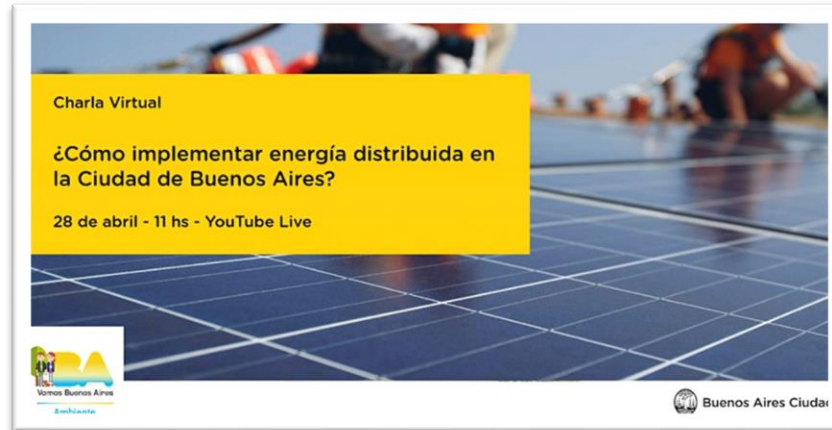 Charla Virtual
¿Cómo implementar energía distribuida en
la Ciudad de Buenos Aires?
28 de abril - 11 hs - YouTube Live
BA
Vamos Buenos Aires
Ambiente
Buenos Aires Ciudad